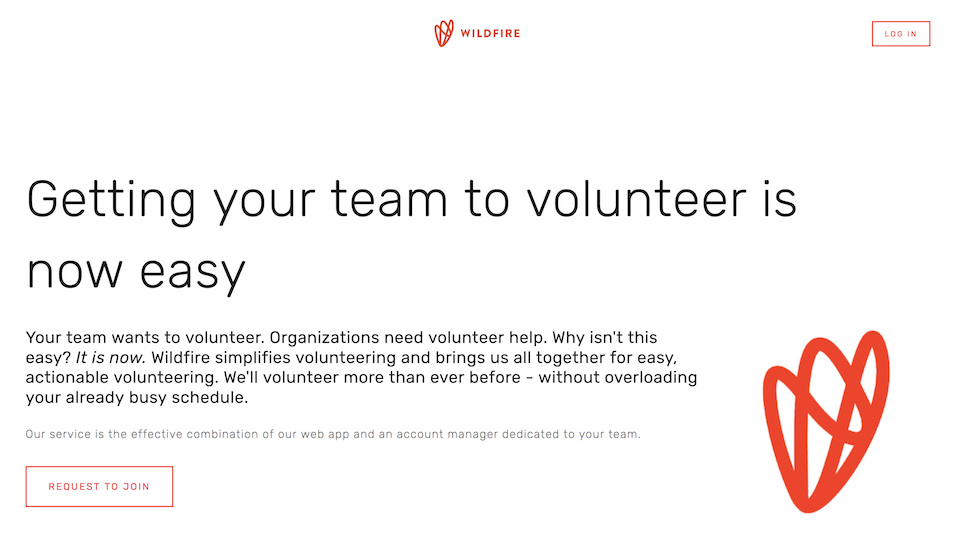 WILDFIRE
LOG IN
Getting your team to volunteer is
now easy
Your team wants to volunteer. Organizations need volunteer help. Why isn't this
easy? It is now. Wildfire simplifies volunteering and brings us all together for easy,
actionable volunteering. We'll volunteer more than ever before - without overloading
your already busy schedule.
Our service is the effective combination of our web app and an account manager dedicated to your team.
REQUEST TO JOIN